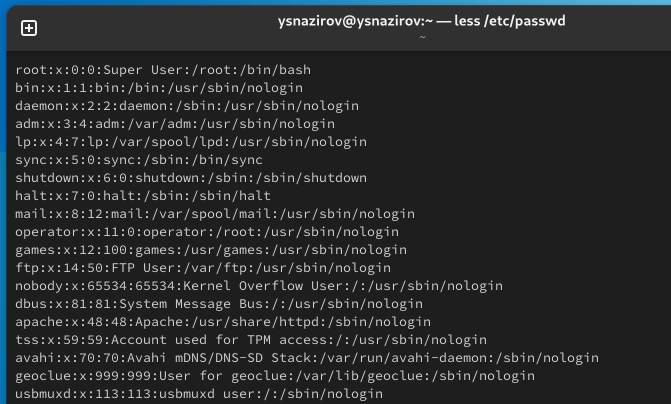 ysnazirov@ysnazirov:~ — less /etc/passwd
~
root:x:0:0:Super User:/root:/bin/bash
bin:x:1:1:bin:/bin:/usr/sbin/nologin
daemon:x:2:2:daemon:/sbin:/usr/sbin/nologin
adm:x:3:4:adm:/var/adm:/usr/sbin/nologin
lp:x:4:7:lp:/var/spool/lpd:/usr/sbin/nologin
sync:x:5:0:sync:/sbin:/bin/sync
shutdown:x:6:0:shutdown:/sbin:/sbin/shutdown
halt:x:7:0:halt:/sbin:/sbin/halt
mail:x:8:12:mail:/var/spool/mail:/usr/sbin/nologin
operator:x:11:0:operator:/root:/usr/sbin/nologin
games:x:12:100:games:/usr/games:/usr/sbin/nologin
ftp:x:14:50:FTP User:/var/ftp:/usr/sbin/nologin
nobody:x:65534:65534:Kernel Overflow User:/:/usr/sbin/nologin
dbus:x:81:81:System Message Bus:/:/usr/sbin/nologin
apache:x:48:48:Apache:/usr/share/httpd:/sbin/nologin
tss:x:59:59:Account used for TPM access:/:/usr/sbin/nologin
avahi:x:70:70:Avahi mDNS/DNS-SD Stack:/var/run/avahi-daemon:/sbin/nologin
geoclue:x:999:999:User for geoclue:/var/lib/geoclue:/sbin/nologin
usbmuxd:x:113:113:usbmuxd user:/:/sbin/nologin